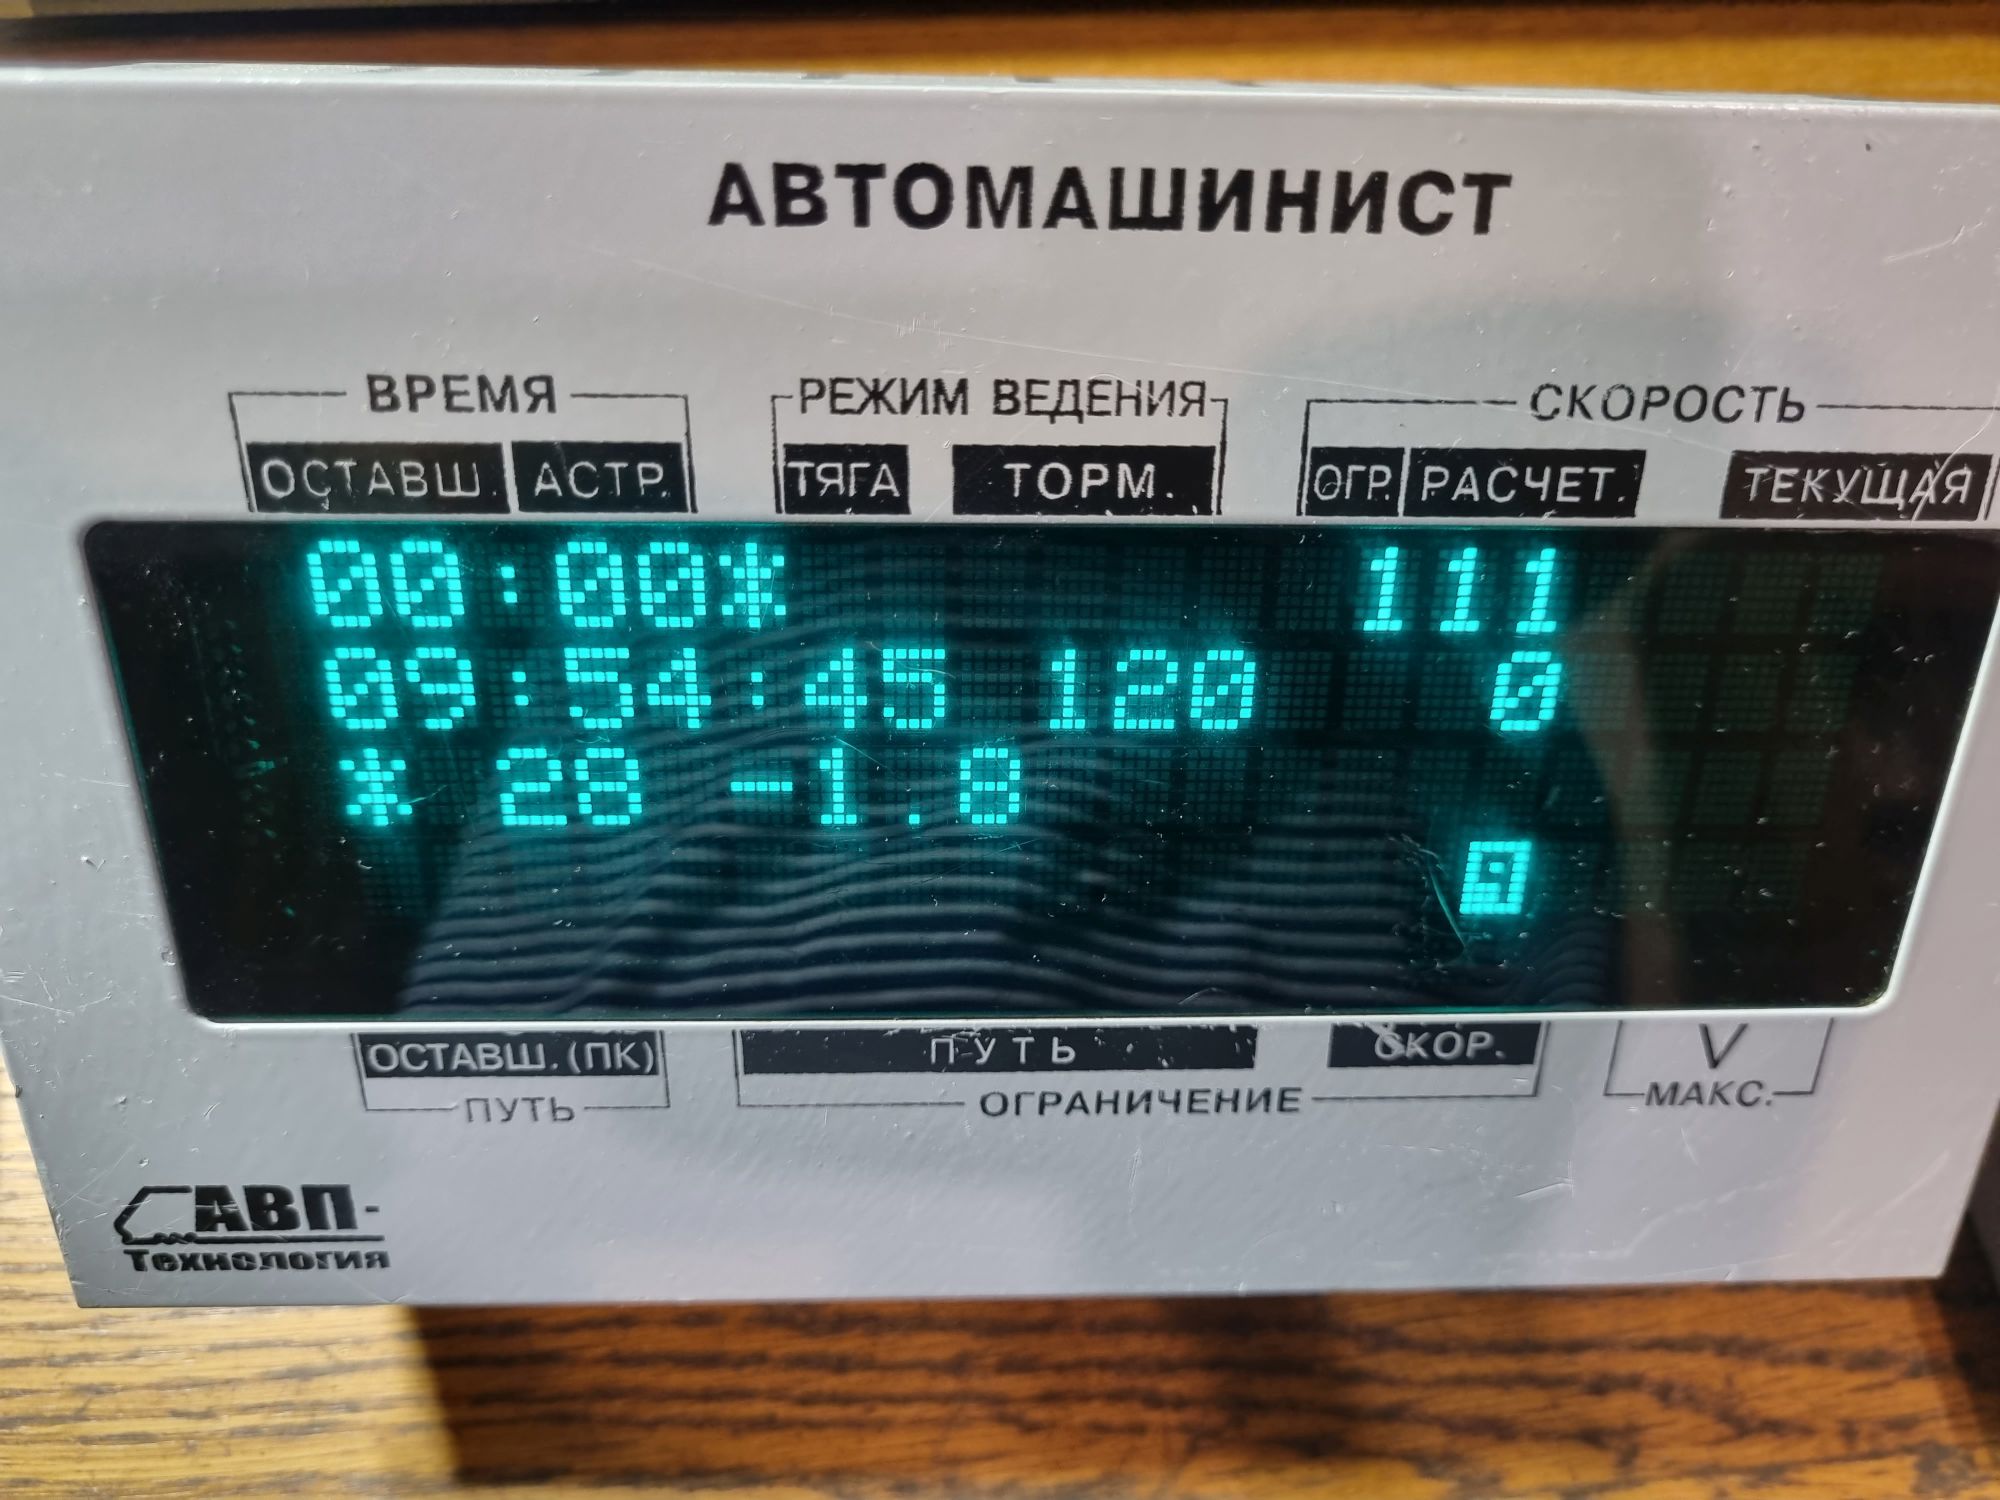 АВТОМАШИНИСТ
ВРЕМЯ РЕЖИМ ВЕДЕНИЯ СКОРОСТЬ
ОСТАВШ. АСТР. ТЯГА ТОРМ. ОГР. РАСЧЕТ. ТЕКУЩАЯ
00:00* 111
09:54:45 120 0
* 28 -1.8
ОСТАВШ.(ПК) ПУТЬ СКОР. V
ПУТЬ ОГРАНИЧЕНИЕ МАКС.
АВП-
Технология